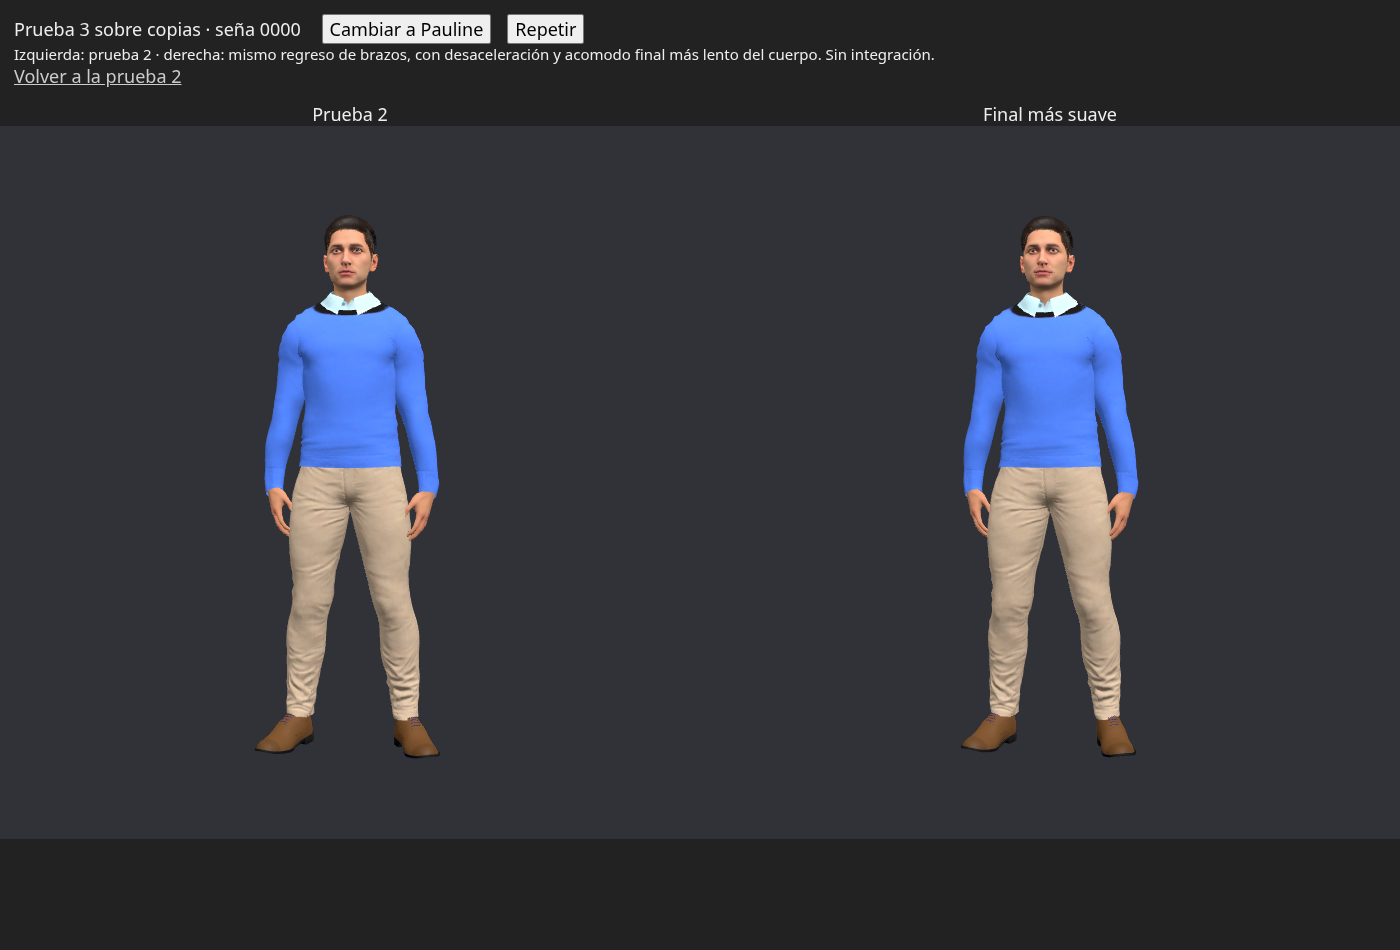 Prueba 3 sobre copias · seña 0000 Cambiar a Pauline Repetir
Izquierda: prueba 2 · derecha: mismo regreso de brazos, con desaceleración y acomodo final más lento del cuerpo. Sin integración.
Volver a la prueba 2
Prueba 2 Final más suave